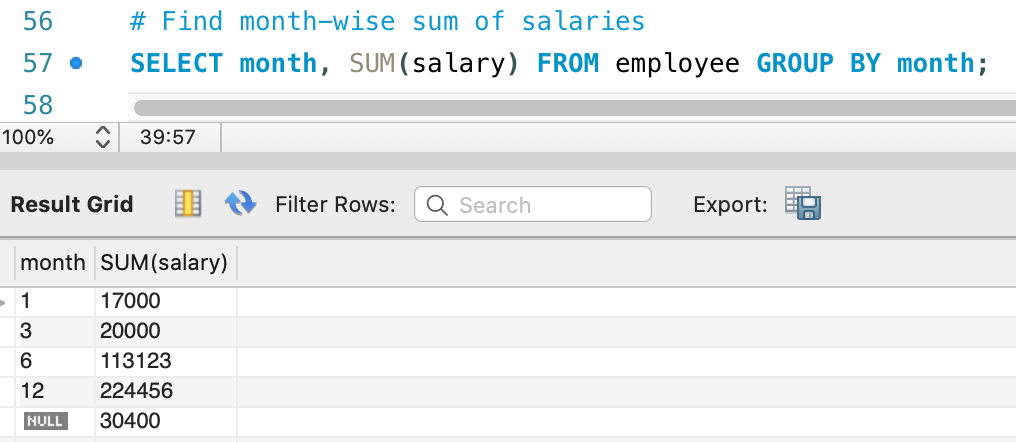 56 # Find month-wise sum of salaries
57 SELECT month, SUM(salary) FROM employee GROUP BY month;
58
100% 39:57
Result Grid Filter Rows: Search Export:
month SUM(salary)
1 17000
3 20000
6 113123
12 224456
NULL 30400